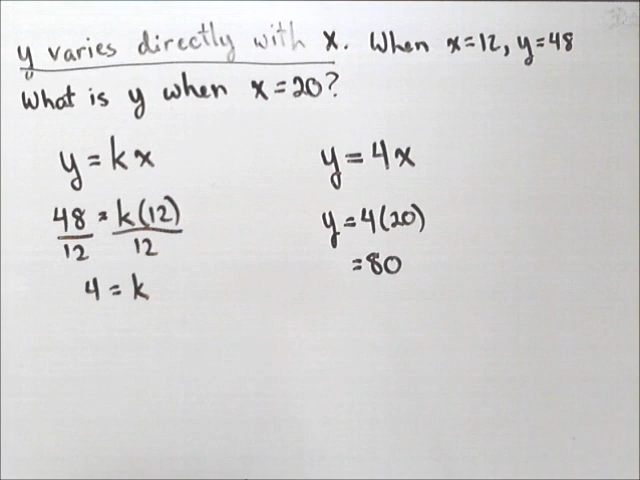 y varies directly with x. When x=12, y=48
What is y when x=20?
y = kx
48 = k(12)
12 12
4 = k
y = 4x
y = 4(20)
= 80